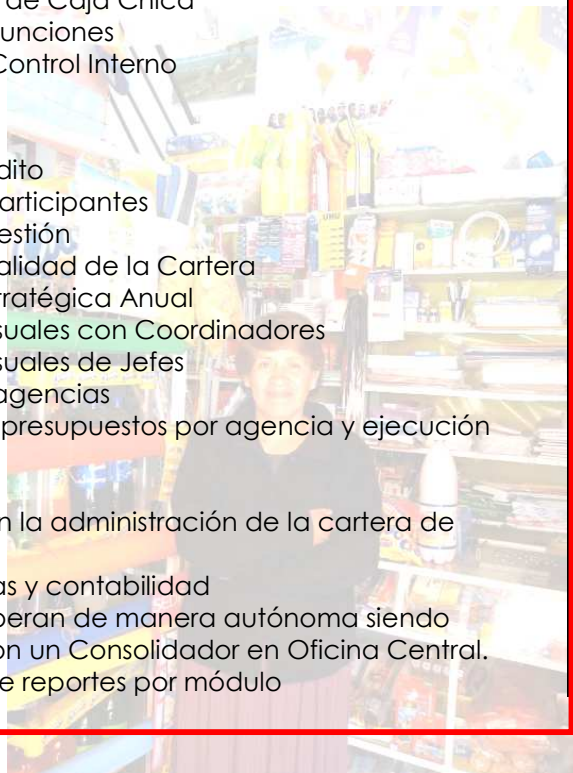 de Caja Chica
unciones
Control Interno
dito
articipantes
estión
alidad de la Cartera
tratégica Anual
suales con Coordinadores
suales de Jefes
agencias
presupuestos por agencia y ejecución
n la administración de la cartera de
as y contabilidad
peran de manera autónoma siendo
on un Consolidador en Oficina Central.
e reportes por módulo